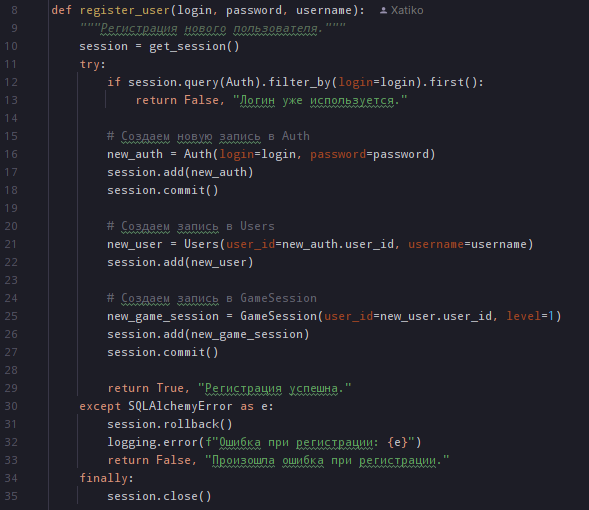 8 def register_user(login, password, username): Xatiko
9     """Регистрация нового пользователя."""
10     session = get_session()
11     try:
12         if session.query(Auth).filter_by(login=login).first():
13             return False, "Логин уже используется."
14
15         # Создаем новую запись в Auth
16         new_auth = Auth(login=login, password=password)
17         session.add(new_auth)
18         session.commit()
19
20         # Создаем запись в Users
21         new_user = Users(user_id=new_auth.user_id, username=username)
22         session.add(new_user)
23
24         # Создаем запись в GameSession
25         new_game_session = GameSession(user_id=new_user.user_id, level=1)
26         session.add(new_game_session)
27         session.commit()
28
29         return True, "Регистрация успешна."
30     except SQLAlchemyError as e:
31         session.rollback()
32         logging.error(f"Ошибка при регистрации: {e}")
33         return False, "Произошла ошибка при регистрации."
34     finally:
35         session.close()